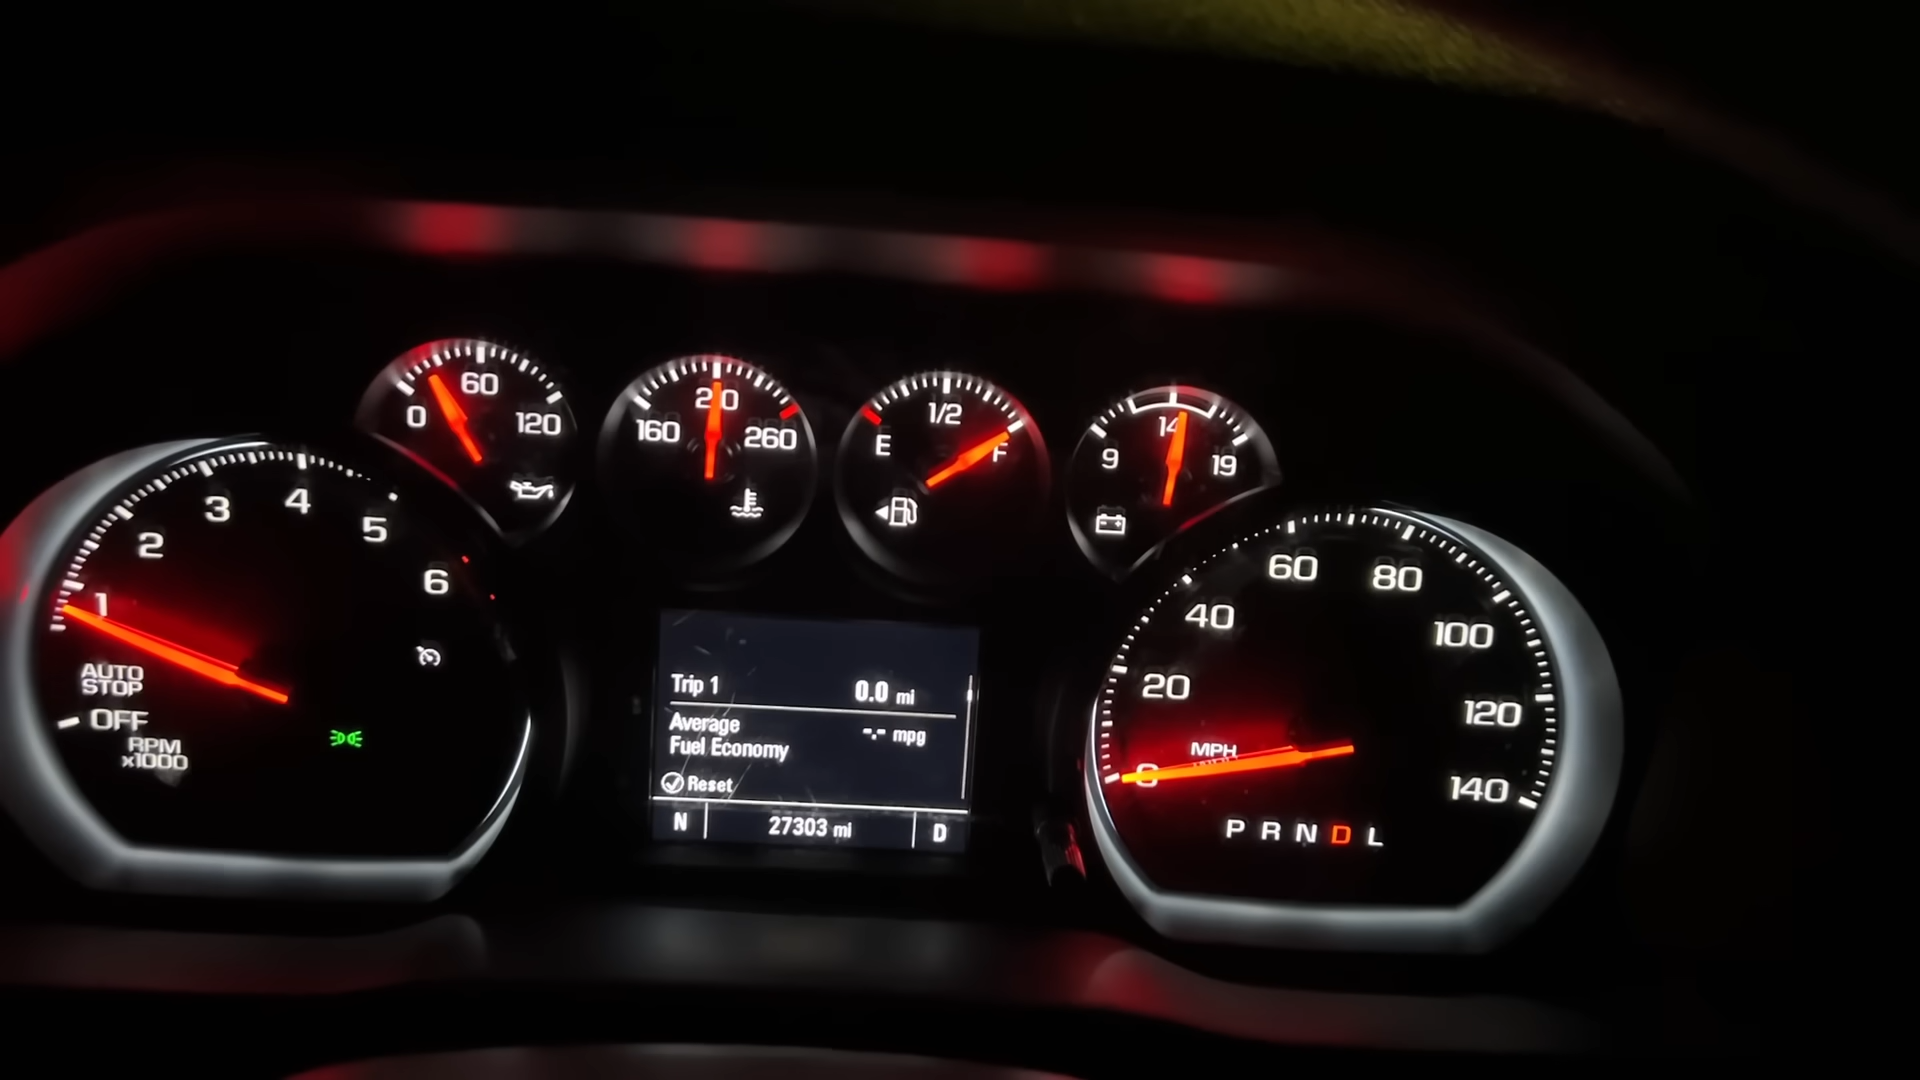 0 60 120
160 210 260
E 1/2 F
9 14 19
1 2 3 4 5 6
AUTO
STOP
OFF
RPM
x1000
Trip 1 0.0 mi
Average
Fuel Economy -.- mpg
Reset
N 27303 mi D
0 20 40 60 80 100 120 140
MPH
P R N D L